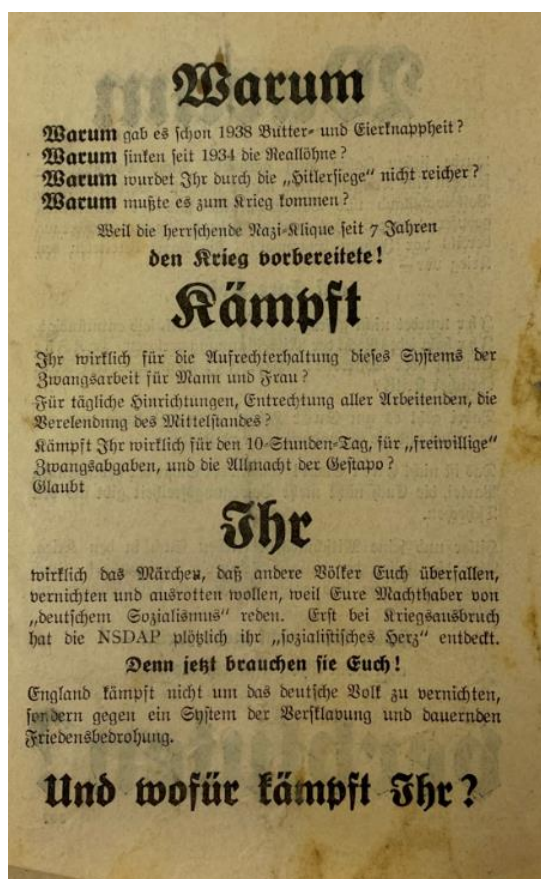 Warum
Warum gab es schon 1938 Butter- und Eierknappheit?
Warum sinken seit 1934 die Reallöhne?
Warum wurdet Ihr durch die „Hitlersiege" nicht reicher?
Warum mußte es zum Krieg kommen?
Weil die herrschende Nazi-Klique seit 7 Jahren
den Krieg vorbereitete!
Kämpft
Ihr wirklich für die Aufrechterhaltung dieses Systems der
Zwangsarbeit für Mann und Frau?
Für tägliche Hinrichtungen, Entrechtung aller Arbeitenden, die
Verelendung des Mittelstandes?
Kämpft Ihr wirklich für den 10-Stunden-Tag, für „freiwillige"
Zwangsabgaben, und die Allmacht der Gestapo?
Glaubt
Ihr
wirklich das Märchen, daß andere Völker Euch überfallen,
vernichten und ausrotten wollen, weil Eure Machthaber von
„deutschem Sozialismus" reden. Erst bei Kriegsausbruch
hat die NSDAP plötzlich ihr „sozialistisches Herz" entdeckt.
Denn jetzt brauchen sie Euch!
England kämpft nicht um das deutsche Volk zu vernichten,
sondern gegen ein System der Versklavung und dauernden
Friedensbedrohung.
Und wofür kämpft Ihr?